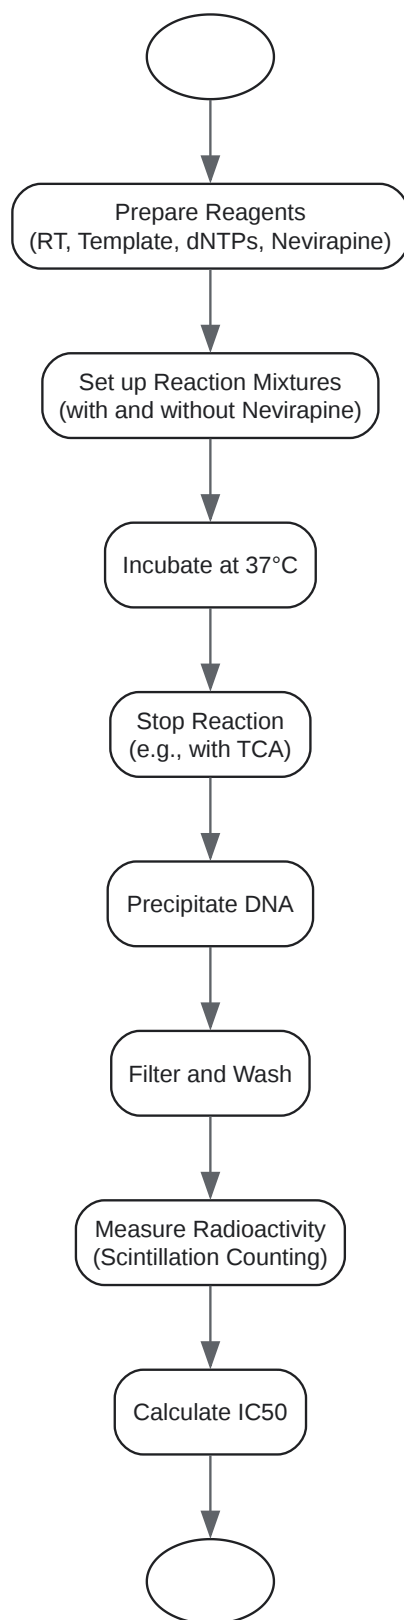 Prepare Reagents
(RT, Template, dNTPs, Nevirapine)
Set up Reaction Mixtures
(with and without Nevirapine)
Incubate at 37°C
Stop Reaction
(e.g., with TCA)
Precipitate DNA
Filter and Wash
Measure Radioactivity
(Scintillation Counting)
Calculate IC50